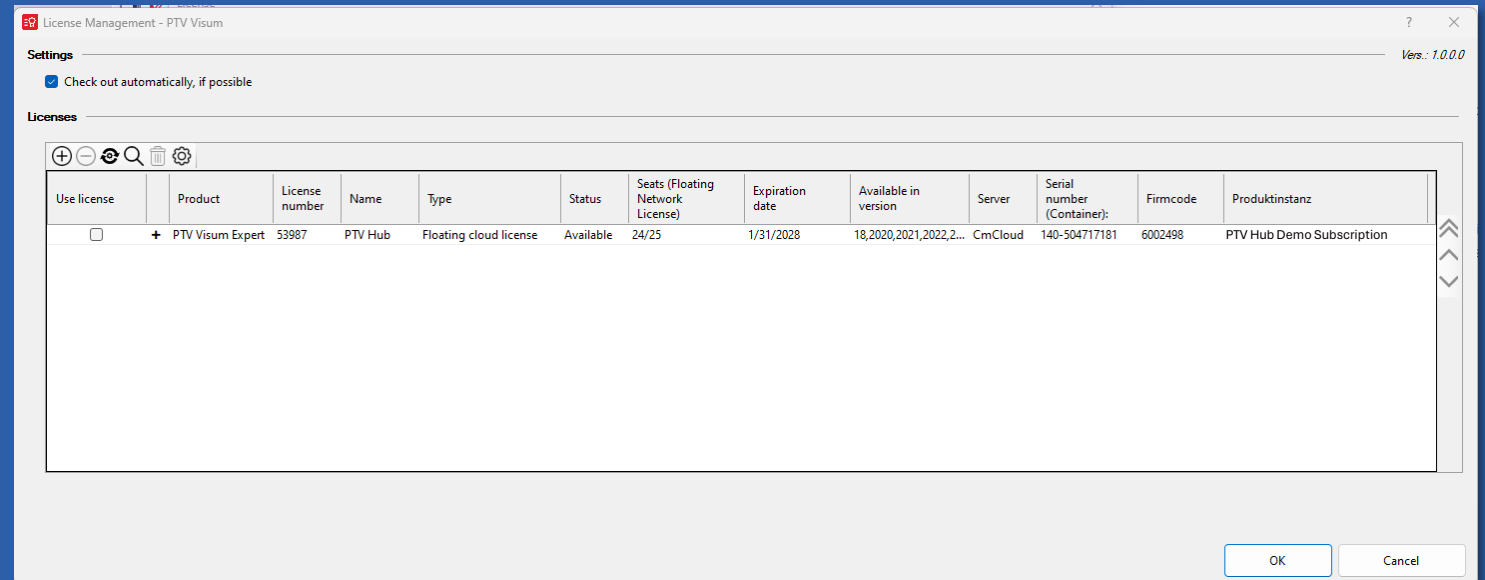 License Management - PTV Visum
?
Settings
Vers.: 1.0.0.0
Check out automatically, if possible
Licenses
Use license
Product
License
number
Name
Type
Status
Seats (Floating
Network
License)
Expiration
date
Available in
version
Server
Serial
number
(Container):
Firmcode
Produktinstanz
+ PTV Visum Expert 53987 PTV Hub Floating cloud license Available 24/25 1/31/2028 18,2020,2021,2022,2... CmCloud 140-504717181 6002498 PTV Hub Demo Subscription
OK
Cancel